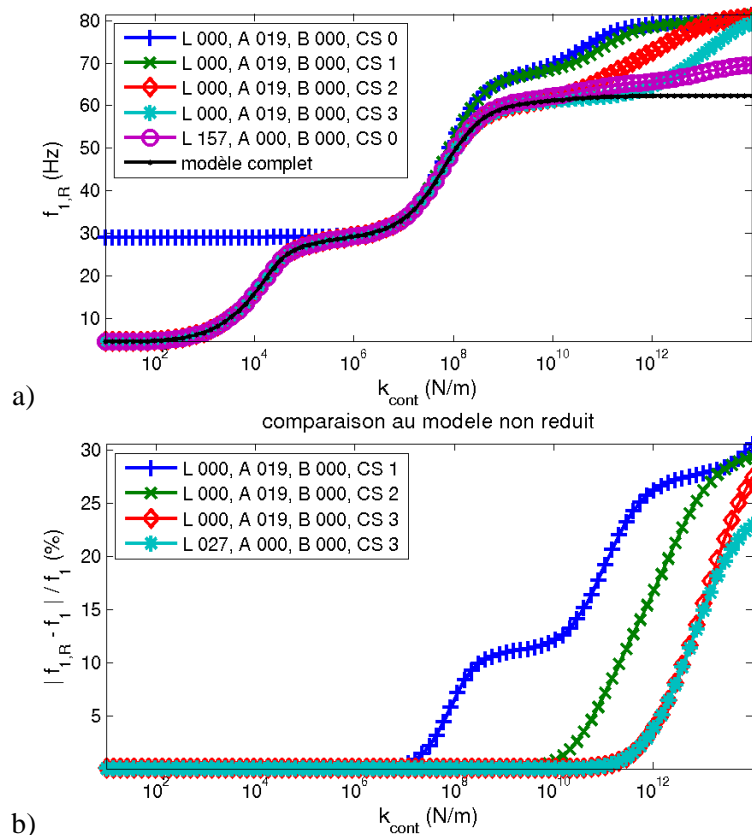 80
70
60
50
40
30
20
10
f1,R (Hz)
L 000, A 019, B 000, CS 0
L 000, A 019, B 000, CS 1
L 000, A 019, B 000, CS 2
L 000, A 019, B 000, CS 3
L 157, A 000, B 000, CS 0
modèle complet
10^2 10^4 10^6 10^8 10^10 10^12
kcont (N/m)
a)
comparaison au modele non reduit
30
25
20
15
10
5
| f1,R - f1 | / f1 (%)
L 000, A 019, B 000, CS 1
L 000, A 019, B 000, CS 2
L 000, A 019, B 000, CS 3
L 027, A 000, B 000, CS 3
10^2 10^4 10^6 10^8 10^10 10^12
kcont (N/m)
b)